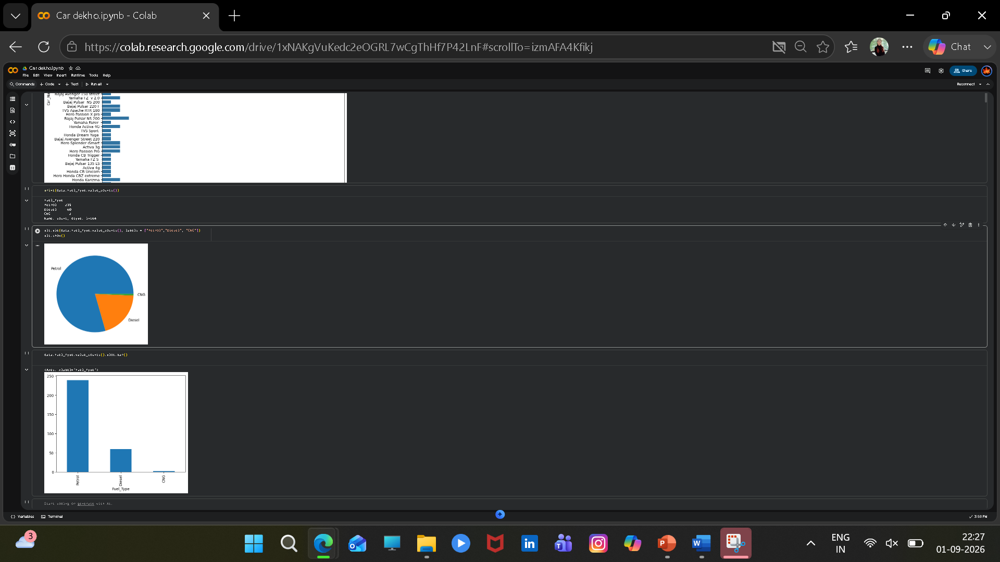 Car dekho.ipynb - Colab
https://colab.research.google.com/drive/1xNAKgVuKedc2eOGRL7wCgThHf7P42LnF#scrollTo=izmAFA4Kfikj
Chat
Car dekho.ipynb
File Edit View Insert Runtime Tools Help
Share
Commands + Code + Text Run all
Reconnect
Bajaj Avenger 150 street
Yamaha FZ v 2.0
Bajaj Pulsar NS 200
Bajaj Pulsar 220 F
TVS Apache RTR 180
Hero Passion X pro
Bajaj Pulsar NS 200
Yamaha Fazer
Honda Activa 4G
TVS Sport
Honda Dream Yuga
Bajaj Avenger Street 220
Hero Splender iSmart
Activa 3g
Hero Passion Pro
Honda CB Trigger
Yamaha FZ S
Bajaj Pulsar 135 LS
Activa 4g
Honda CB Unicorn
Hero Honda CBZ extreme
Honda Karizma
print(data.Fuel_Type.value_counts())
Fuel_Type
Petrol 239
Diesel 60
CNG 2
Name: count, dtype: int64
plt.pie(data.Fuel_Type.value_counts(), labels = ["Petrol","Diesel", "CNG"])
plt.show()
Petrol
CNG
Diesel
data.Fuel_Type.value_counts().plot.bar()
<Axes: xlabel='Fuel_Type'>
250
200
150
100
50
0
Petrol
Diesel
CNG
Fuel_Type
Start coding or generate with AI.
Variables Terminal
3:58 PM
3
ENG
IN
22:27
01-09-2026